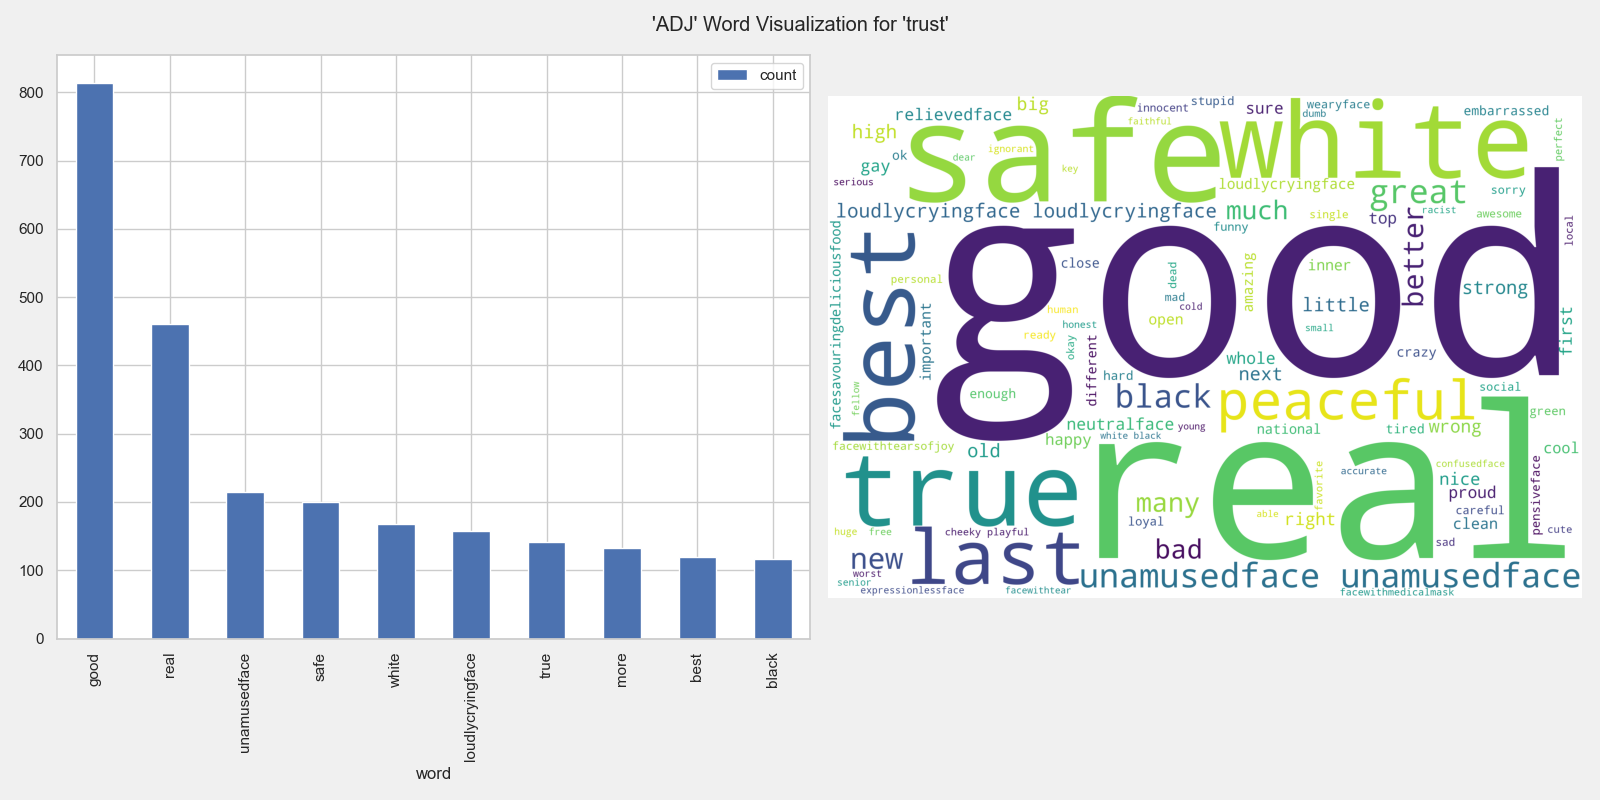 'ADJ' Word Visualization for 'trust'
count
800
700
600
500
400
300
200
100
0
good
real
unamusedface
safe
white
loudlycryingface
true
more
best
black
word
relievedface
big
innocent
stupid
sure
wearyface
dumb
embarrassed
faithful
high
safe
white
perfect
ok
dear
ignorant
gay
key
serious
loudlycryingface
great
sorry
loudlycryingface loudlycryingface
much
single
top
racist
awesome
local
funny
facesavouringdeliciousfood
best
good
close
dead
amazing
inner
better
personal
strong
mad
cold
little
human
important
open
small
first
honest
ready
okay
different
whole
crazy
hard
next
fellow
enough
black
peaceful
social
green
neutralface
young
national
tired
wrong
white black
happy
facewithtearsofjoy
old
cool
true
real
accurate
confusedface
favorite
nice
proud
pensiveface
many
able
right
careful
loyal
clean
cute
huge
free
cheeky playful
sad
new
last
bad
worst
senior
unamusedface
unamusedface
expressionlessface
facewithtear
facewithmedicalmask